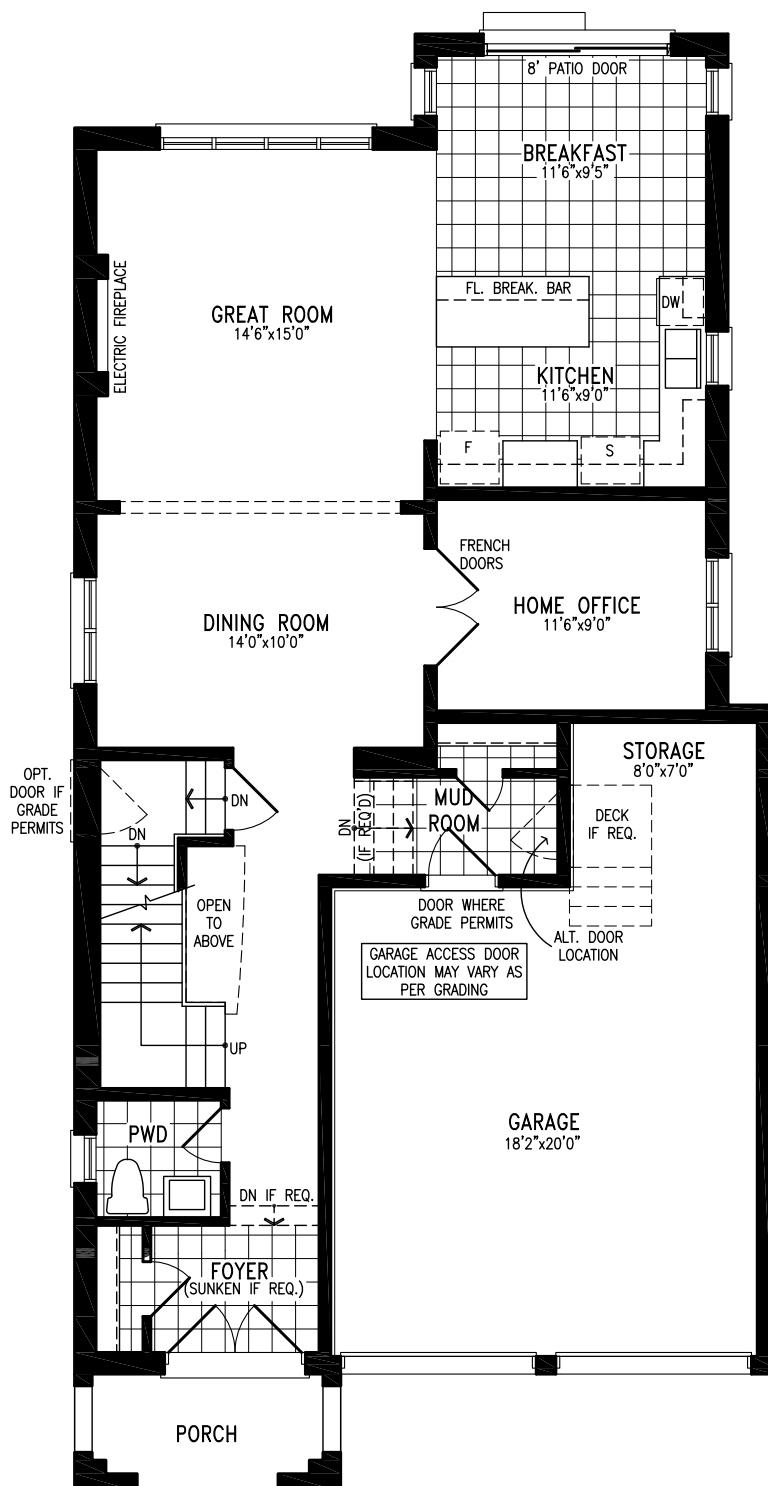 8' PATIO DOOR
BREAKFAST
11'6"x9'5"
ELECTRIC FIREPLACE
GREAT ROOM
14'6"x15'0"
FL. BREAK. BAR
DW
KITCHEN
11'6"x9'0"
F
S
FRENCH
DOORS
DINING ROOM
14'0"x10'0"
HOME OFFICE
11'6"x9'0"
OPT.
DOOR IF
GRADE
PERMITS
DN
DN
DN
(IF REQ'D)
MUD
ROOM
STORAGE
8'0"x7'0"
DECK
IF REQ.
OPEN
TO
ABOVE
DOOR WHERE
GRADE PERMITS
ALT. DOOR
LOCATION
GARAGE ACCESS DOOR
LOCATION MAY VARY AS
PER GRADING
UP
PWD
GARAGE
18'2"x20'0"
DN IF REQ.
FOYER
(SUNKEN IF REQ.)
PORCH